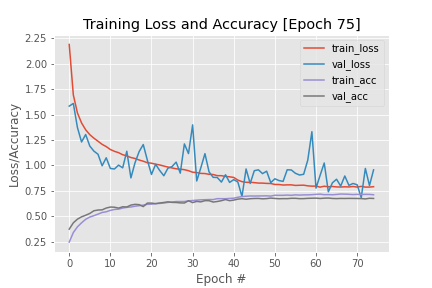 Training Loss and Accuracy [Epoch 75]
2.25
2.00
1.75
1.50
1.25
1.00
0.75
0.50
0.25
Loss/Accuracy
train_loss
val_loss
train_acc
val_acc
0 10 20 30 40 50 60 70
Epoch #